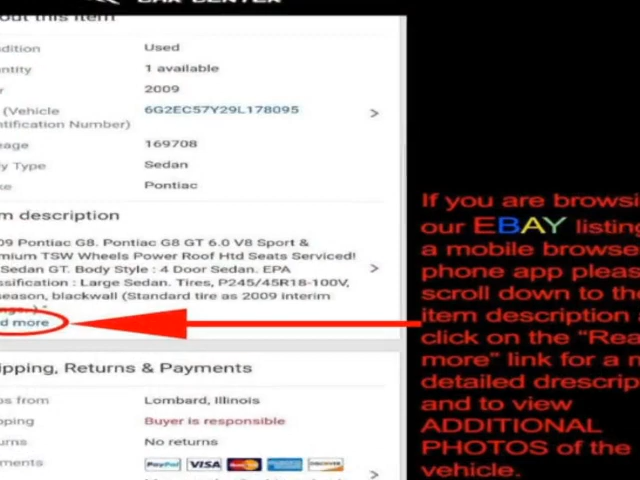 CAR CENTER
out this item
dition Used
ntity 1 available
r 2009
(Vehicle 6G2EC57Y29L178095
ntification Number)
eage 169708
y Type Sedan
ke Pontiac
m description
09 Pontiac G8. Pontiac G8 GT 6.0 V8 Sport &
mium TSW Wheels Power Roof Htd Seats Serviced!
Sedan GT. Body Style : 4 Door Sedan. EPA
ssification : Large Sedan. Tires, P245/45R18-100V,
season, blackwall (Standard tire as 2009 interim
d more
ipping, Returns & Payments
s from Lombard, Illinois
pping Buyer is responsible
urns No returns
ments PayPal VISA DISCOVER
If you are browsi
our EBAY listing
a mobile browse
phone app pleas
scroll down to the
item description a
click on the "Rea
more" link for a m
detailed drescrip
and to view
ADDITIONAL
PHOTOS of the
vehicle.